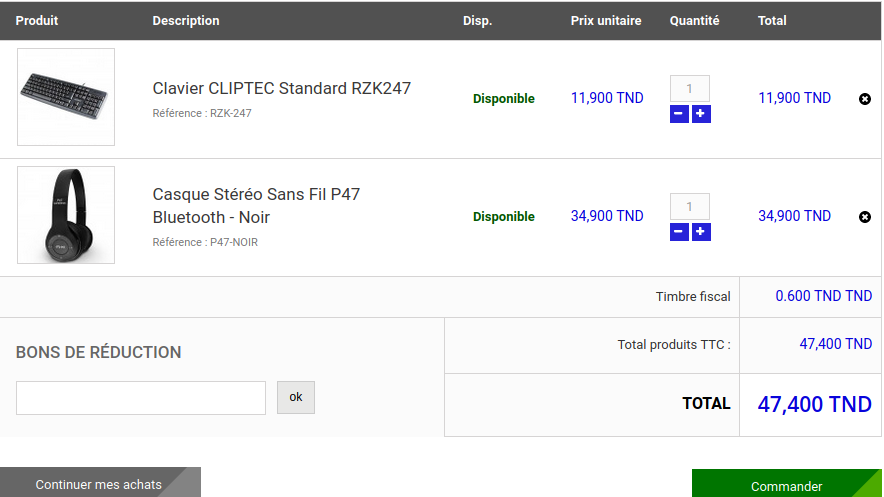 Produit Description Disp. Prix unitaire Quantité Total
Clavier CLIPTEC Standard RZK247
Référence : RZK-247
Disponible 11,900 TND 1 11,900 TND
Casque Stéréo Sans Fil P47
Bluetooth - Noir
Référence : P47-NOIR
Disponible 34,900 TND 1 34,900 TND
Timbre fiscal 0.600 TND TND
BONS DE RÉDUCTION
ok
Total produits TTC : 47,400 TND
TOTAL 47,400 TND
Continuer mes achats
Commander